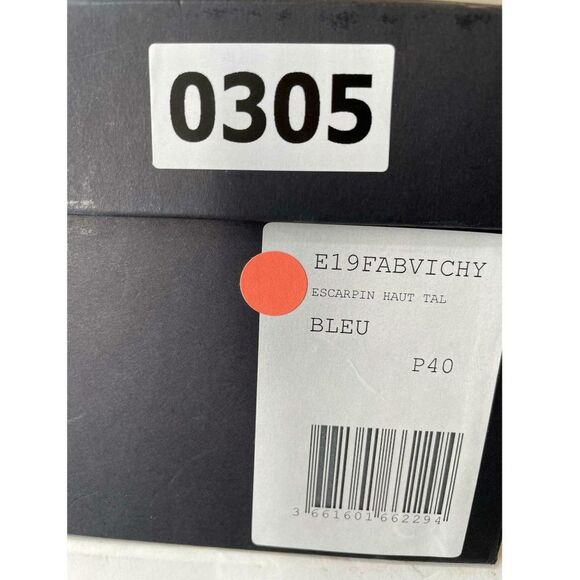 0305
E19FABVICHY
ESCARPIN HAUT TAL
BLEU
P40
3 661601 662294